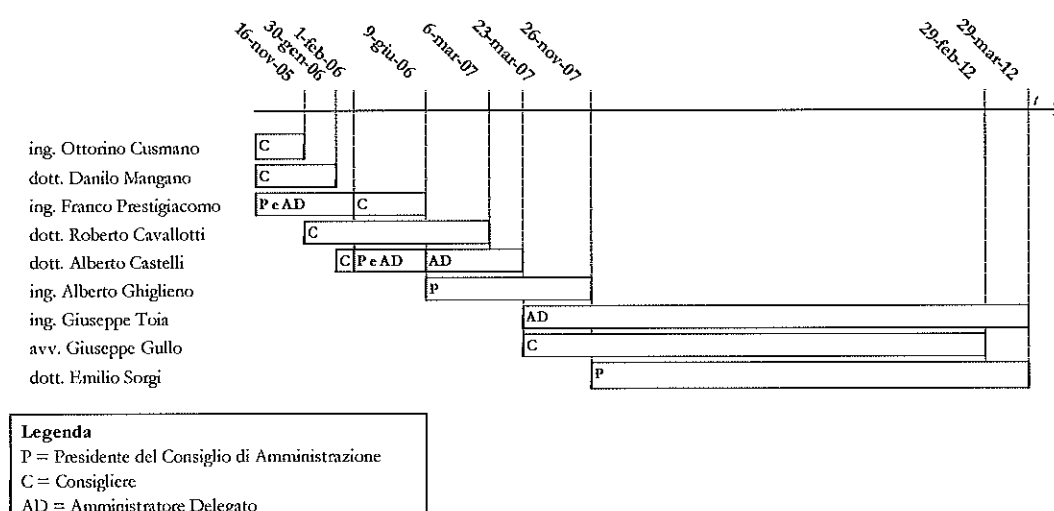 16-nov-05
30-gen-06
1-feb-06
9-giu-06
6-mar-07
23-mar-07
26-nov-07
29-feb-12
29-mar-12
t
ing. Ottorino Cusmano C
dott. Danilo Mangano C
ing. Franco Prestigiacomo P e AD C
dott. Roberto Cavallotti C
dott. Alberto Castelli C P e AD AD
ing. Alberto Ghiglieno P
ing. Giuseppe Toia AD
avv. Giuseppe Gullo C
dott. Emilio Sorgi P
Legenda
P = Presidente del Consiglio di Amministrazione
C = Consigliere
AD = Amministratore Delegato